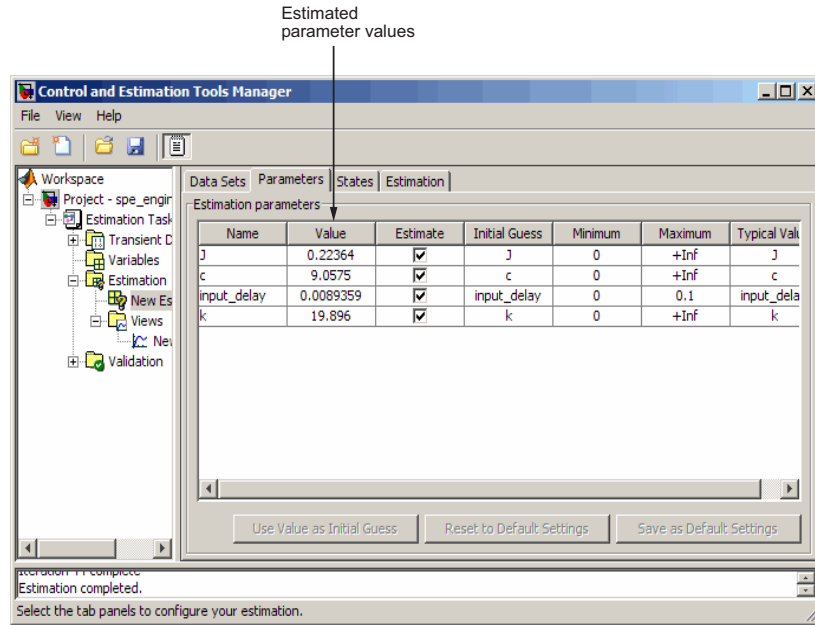 Estimated
parameter values
Control and Estimation Tools Manager
File View Help
Workspace
Project - spe_engin
Estimation Task
Transient D
Variables
Estimation
New Es
Views
Nev
Validation
Data Sets Parameters States Estimation
Estimation parameters
Name Value Estimate Initial Guess Minimum Maximum Typical Valu
J 0.22364 J 0 +Inf J
c 9.0575 c 0 +Inf c
input_delay 0.0089359 input_delay 0 0.1 input_dela
k 19.896 k 0 +Inf k
Use Value as Initial Guess Reset to Default Settings Save as Default Settings
Estimation completed.
Select the tab panels to configure your estimation.